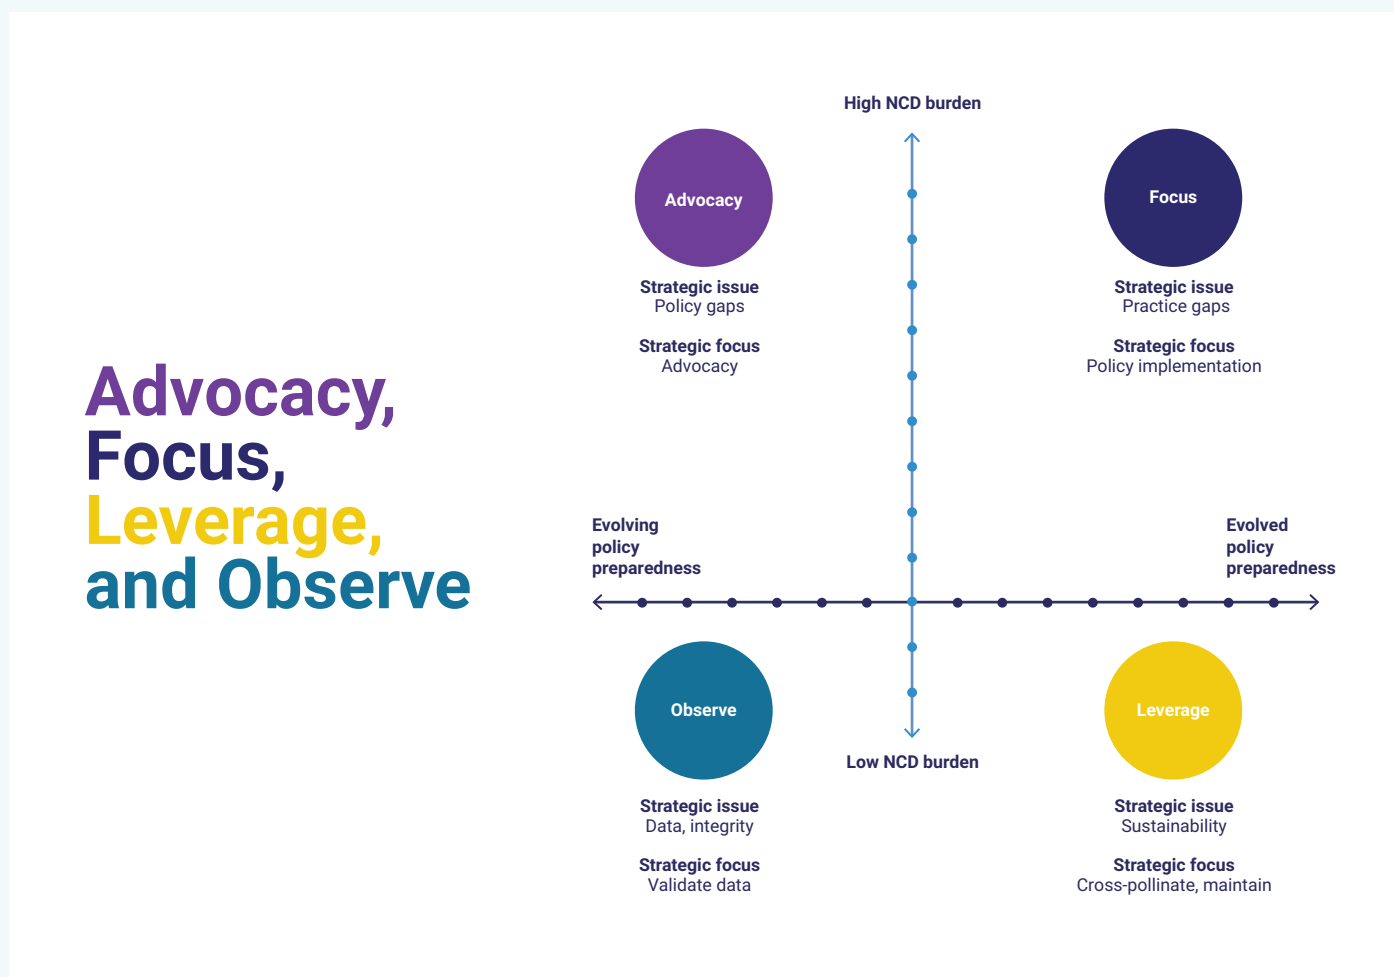 Advocacy,
Focus,
Leverage,
and Observe
High NCD burden
Advocacy
Strategic issue
Policy gaps
Strategic focus
Advocacy
Focus
Strategic issue
Practice gaps
Strategic focus
Policy implementation
Evolving
policy
preparedness
Evolved
policy
preparedness
Observe
Strategic issue
Data, integrity
Strategic focus
Validate data
Low NCD burden
Leverage
Strategic issue
Sustainability
Strategic focus
Cross-pollinate, maintain